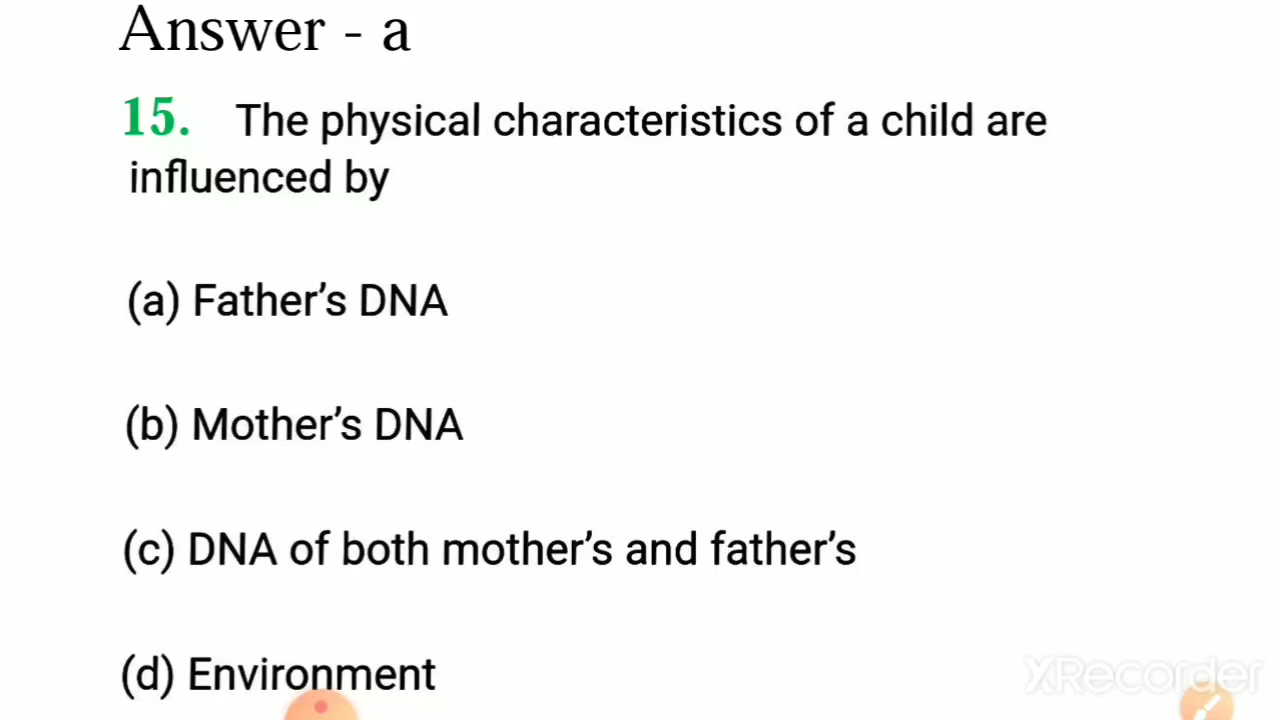 Answer - a
15. The physical characteristics of a child are
influenced by
(a) Father’s DNA
(b) Mother’s DNA
(c) DNA of both mother’s and father’s
(d) Environment
XRecorder